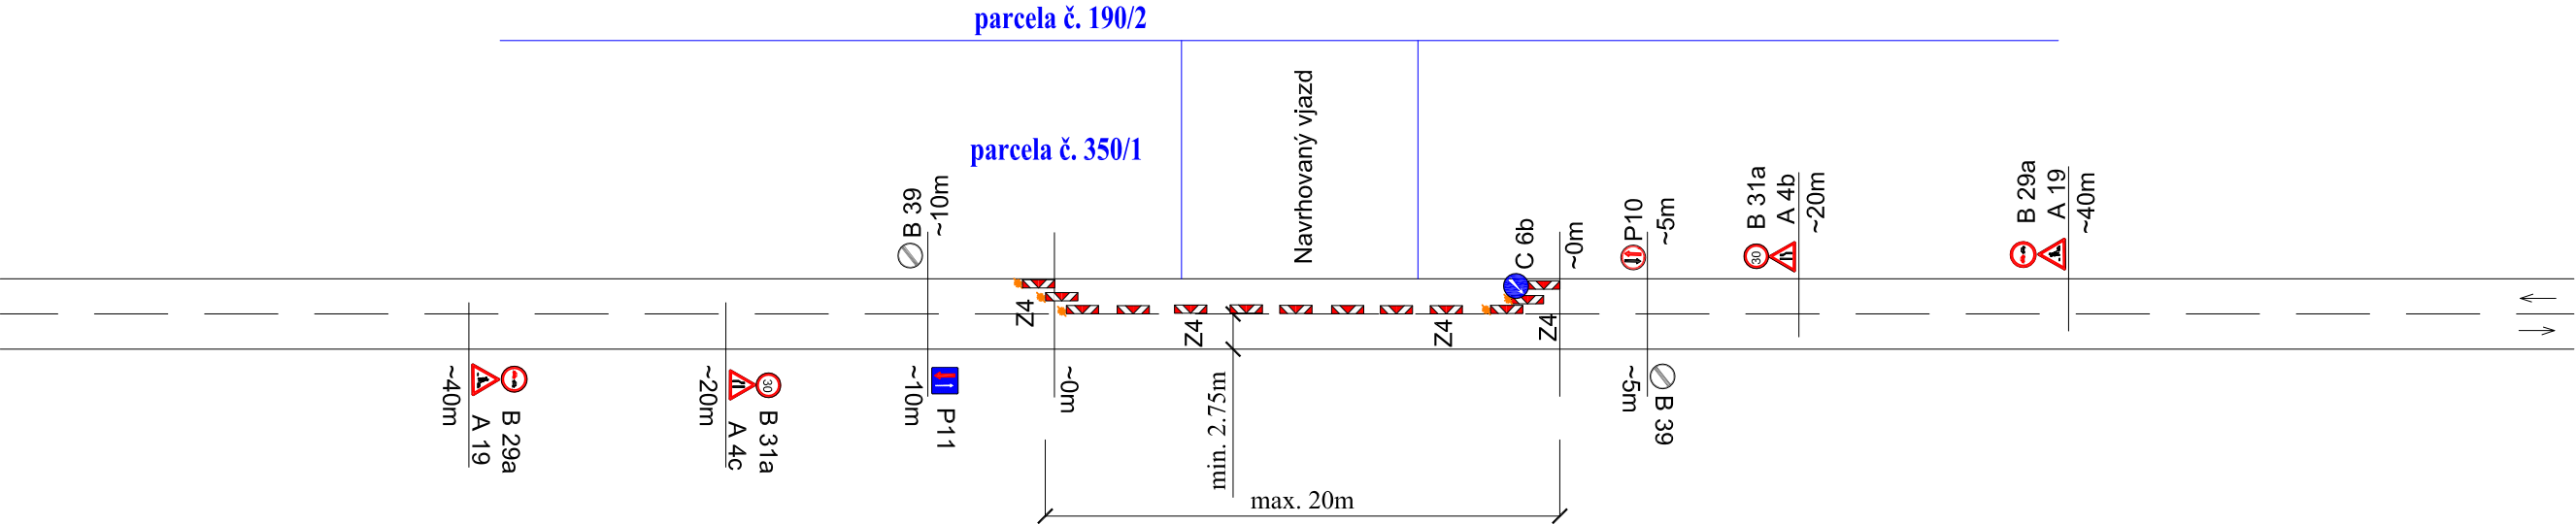 parcela č. 190/2
parcela č. 350/1
Navrhovaný vjazd
B 39
~10m
C 6b
~0m
P10
~5m
B 31a
30
A 4b
~20m
B 29a
A 19
~40m
Z4
Z4
Z4
Z4
~40m
A 19
B 29a
~20m
A 4c
B 31a
30
~10m
P11
~0m
min. 2.75m
max. 20m
~5m
B 39